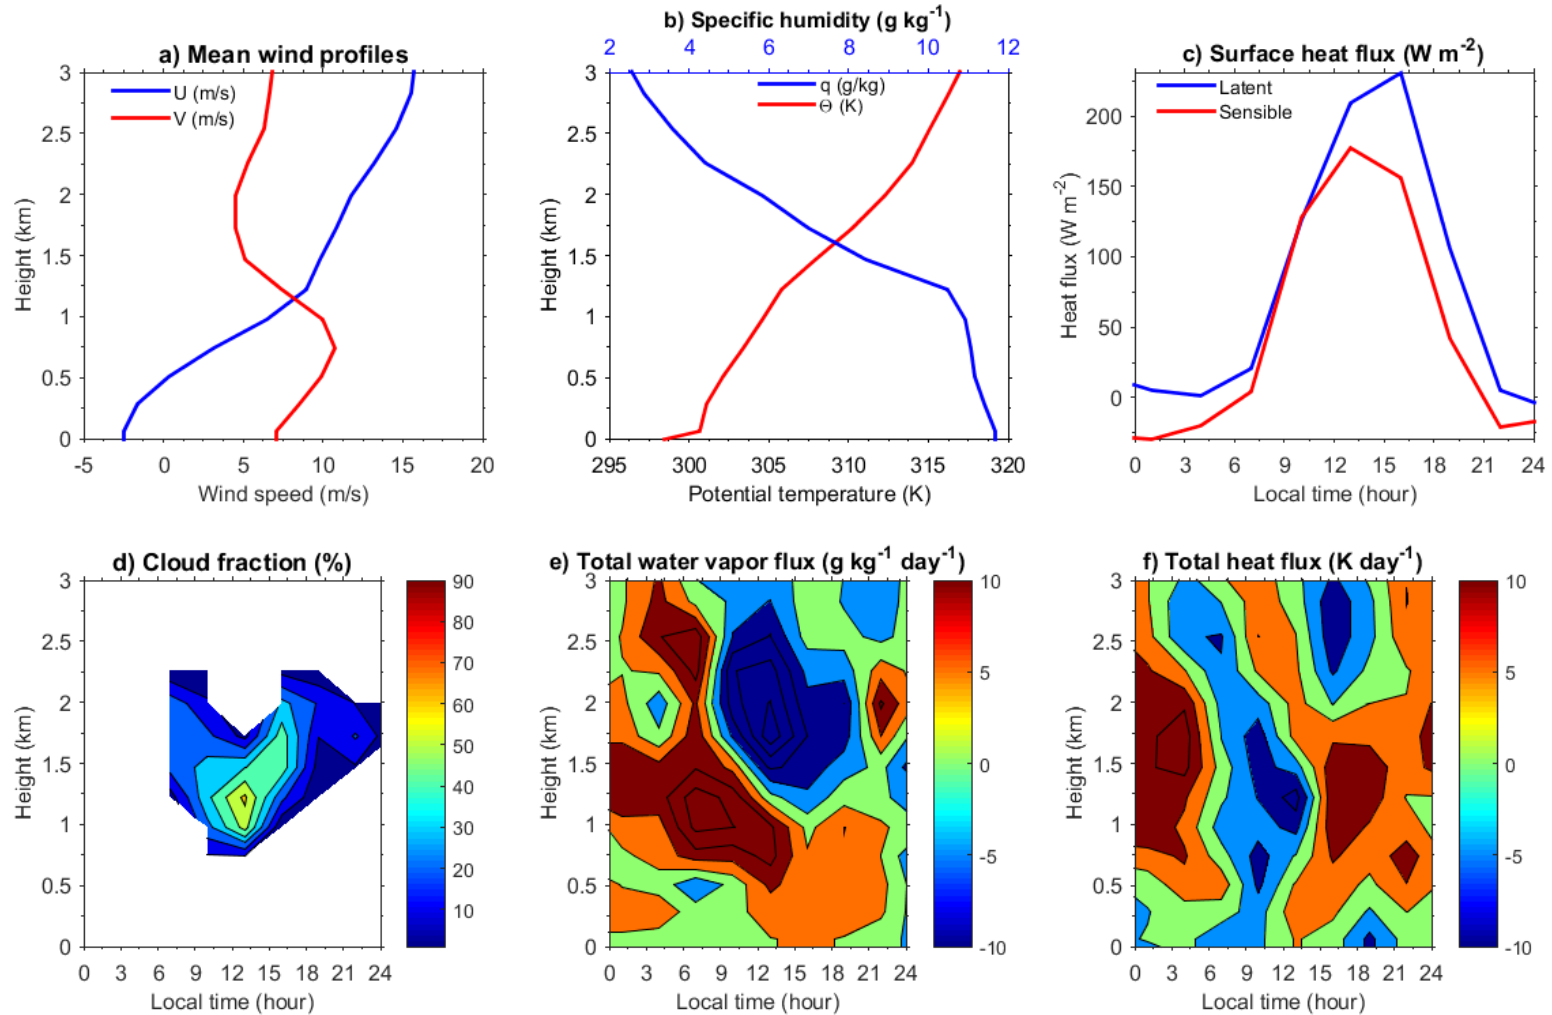 a) Mean wind profiles
U (m/s)
V (m/s)
3
2.5
2
1.5
1
0.5
0
Height (km)
-5 0 5 10 15 20
Wind speed (m/s)
b) Specific humidity (g kg-1)
2 4 6 8 10 12
q (g/kg)
Θ (K)
3
2.5
2
1.5
1
0.5
0
Height (km)
295 300 305 310 315 320
Potential temperature (K)
c) Surface heat flux (W m-2)
Latent
Sensible
200
150
100
50
0
Heat flux (W m-2)
0 3 6 9 12 15 18 21 24
Local time (hour)
d) Cloud fraction (%)
3
2.5
2
1.5
1
0.5
0
Height (km)
0 3 6 9 12 15 18 21 24
Local time (hour)
90
80
70
60
50
40
30
20
10
e) Total water vapor flux (g kg-1 day-1)
3
2.5
2
1.5
1
0.5
0
Height (km)
0 3 6 9 12 15 18 21 24
Local time (hour)
10
5
0
-5
-10
f) Total heat flux (K day-1)
3
2.5
2
1.5
1
0.5
0
Height (km)
0 3 6 9 12 15 18 21 24
Local time (hour)
10
5
0
-5
-10